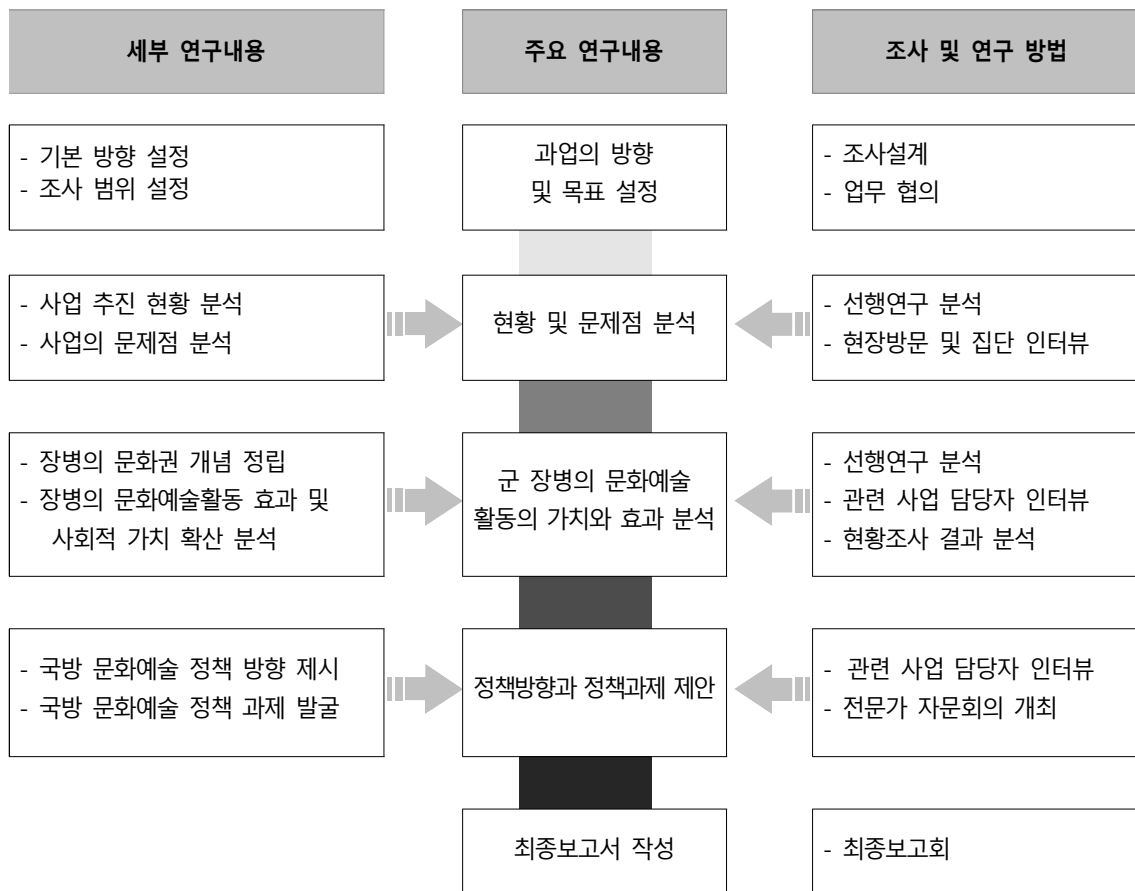 세부 연구내용
주요 연구내용
조사 및 연구 방법
- 기본 방향 설정
- 조사 범위 설정
과업의 방향
및 목표 설정
- 조사설계
- 업무 협의
- 사업 추진 현황 분석
- 사업의 문제점 분석
현황 및 문제점 분석
- 선행연구 분석
- 현장방문 및 집단 인터뷰
- 장병의 문화권 개념 정립
- 장병의 문화예술활동 효과 및
사회적 가치 확산 분석
군 장병의 문화예술
활동의 가치와 효과 분석
- 선행연구 분석
- 관련 사업 담당자 인터뷰
- 현황조사 결과 분석
- 국방 문화예술 정책 방향 제시
- 국방 문화예술 정책 과제 발굴
정책방향과 정책과제 제안
- 관련 사업 담당자 인터뷰
- 전문가 자문회의 개최
최종보고서 작성
- 최종보고회